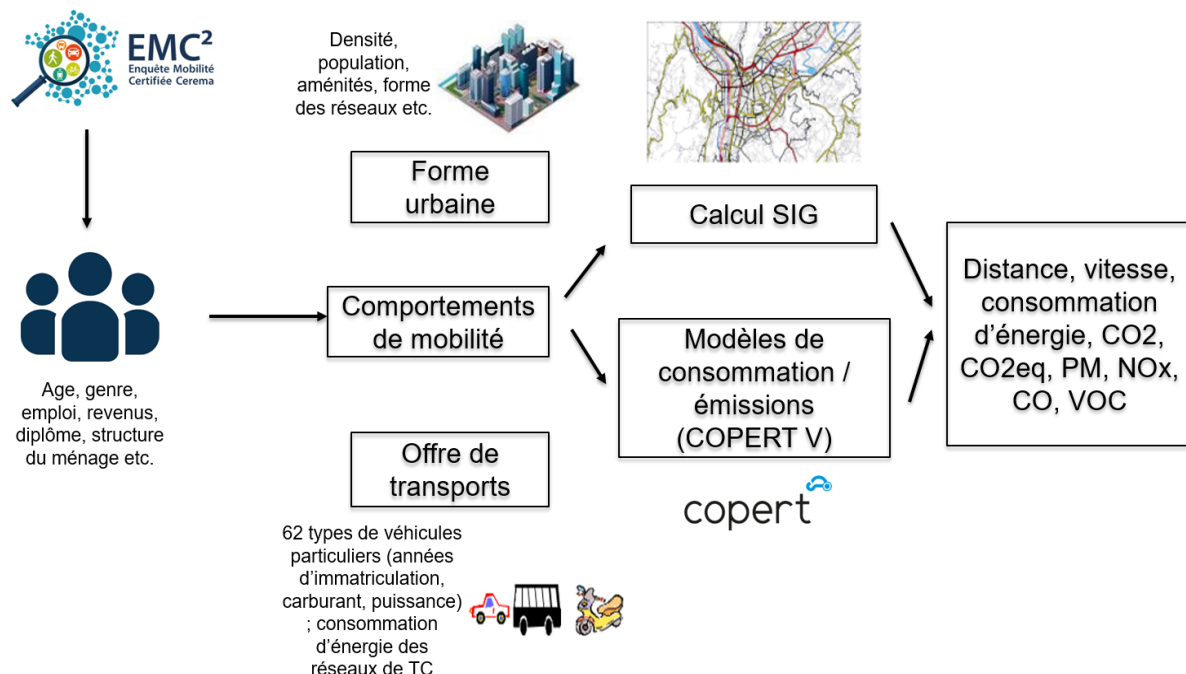 EMC²
Enquête Mobilité
Certifiée Cerema
Age, genre,
emploi, revenus,
diplôme, structure
du ménage etc.
Densité,
population,
aménités, forme
des réseaux etc.
Forme
urbaine
Comportements
de mobilité
Offre de
transports
62 types de véhicules
particuliers (années
d’immatriculation,
carburant, puissance)
; consommation
d’énergie des
réseaux de TC
Calcul SIG
Modèles de
consommation /
émissions
(COPERT V)
copert
Distance, vitesse,
consommation
d’énergie, CO2,
CO2eq, PM, NOx,
CO, VOC